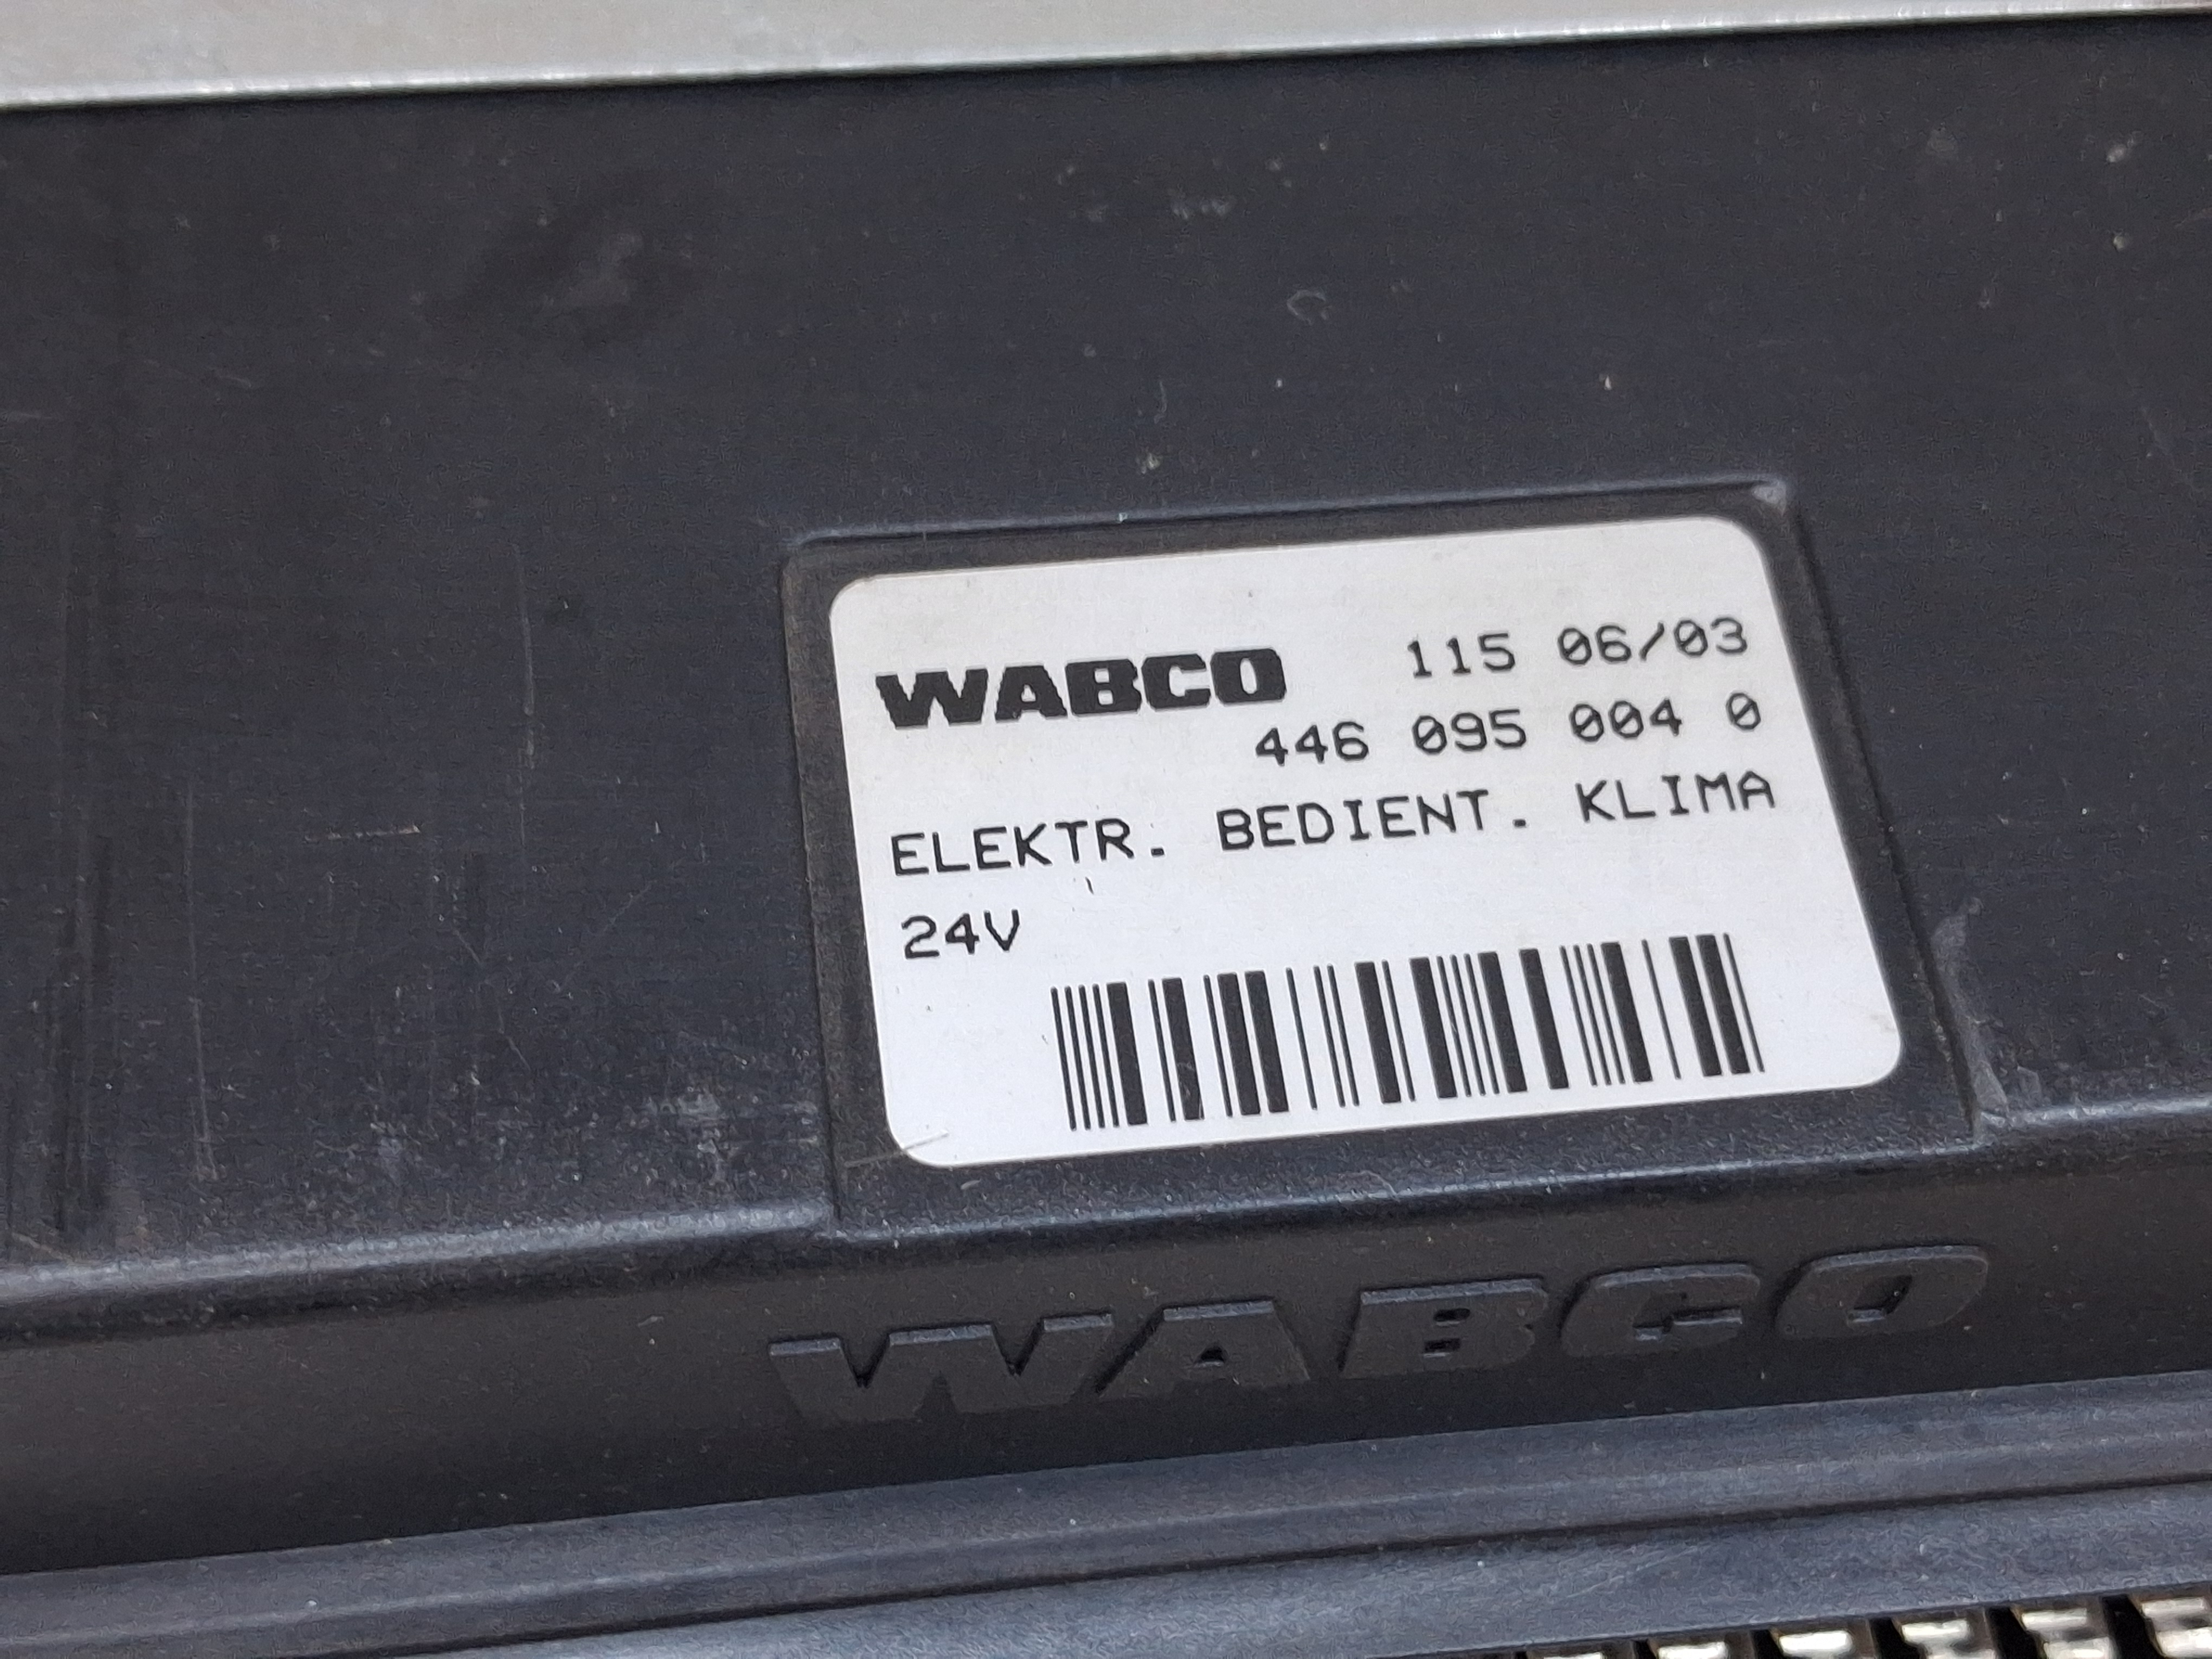 WABCO 115 06/03
446 095 004 0
ELEKTR. BEDIENT. KLIMA
24V
WABCO